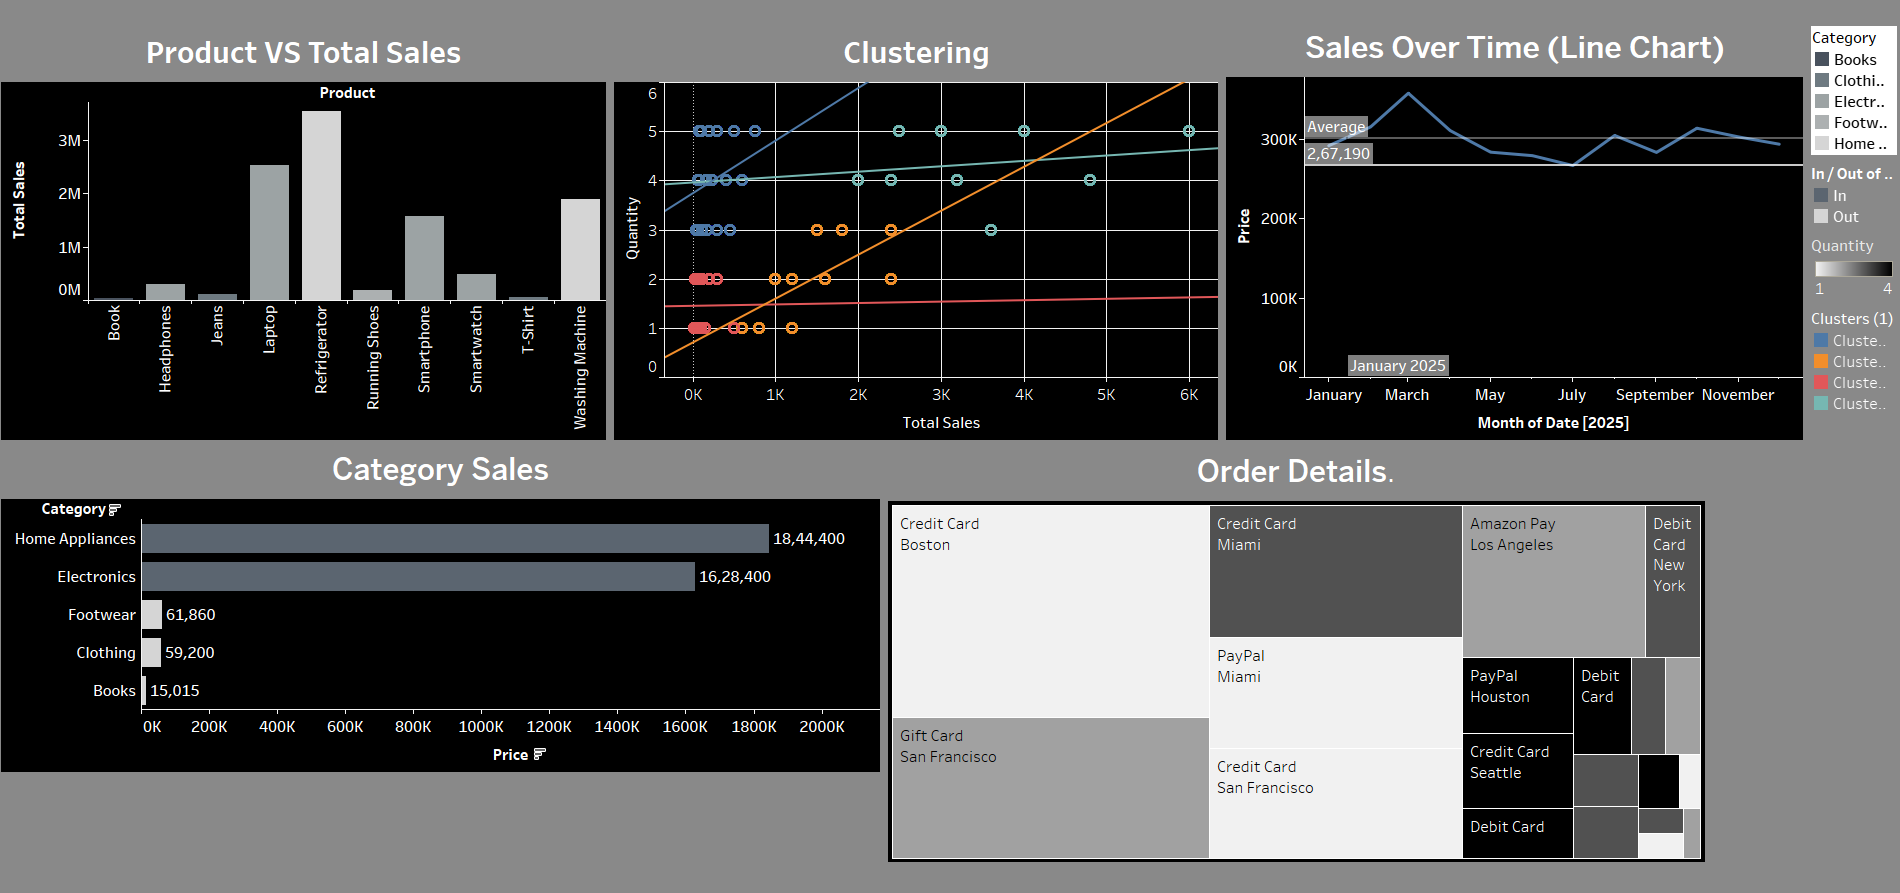 Product VS Total Sales
Product
Total Sales
3M
2M
1M
0M
Book
Headphones
Jeans
Laptop
Refrigerator
Running Shoes
Smartphone
Smartwatch
T-Shirt
Washing Machine
Clustering
Quantity
6
5
4
3
2
1
0
0K 1K 2K 3K 4K 5K 6K
Total Sales
Sales Over Time (Line Chart)
Price
300K
200K
100K
0K
Average
2,67,190
January 2025
January March May July September November
Month of Date [2025]
Category
Books
Clothi..
Electr..
Footw..
Home ..
In / Out of ..
In
Out
Quantity
1 4
Clusters (1)
Cluste..
Cluste..
Cluste..
Cluste..
Category Sales
Category
Home Appliances 18,44,400
Electronics 16,28,400
Footwear 61,860
Clothing 59,200
Books 15,015
0K 200K 400K 600K 800K 1000K 1200K 1400K 1600K 1800K 2000K
Price
Order Details.
Credit Card
Boston
Gift Card
San Francisco
Credit Card
Miami
PayPal
Miami
Credit Card
San Francisco
Amazon Pay
Los Angeles
Debit
Card
New
York
PayPal
Houston
Debit
Card
Credit Card
Seattle
Debit Card